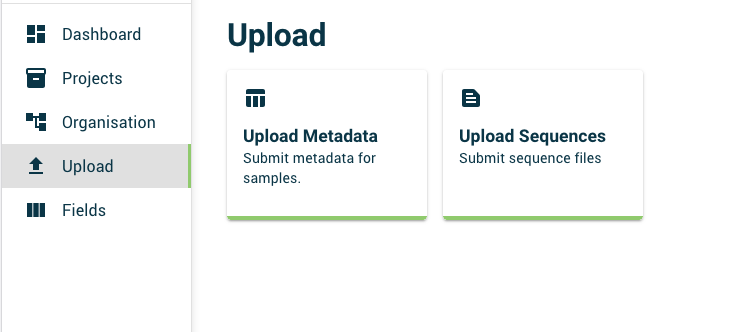 Dashboard
Projects
Organisation
Upload
Fields
Upload
Upload Metadata
Submit metadata for
samples.
Upload Sequences
Submit sequence files